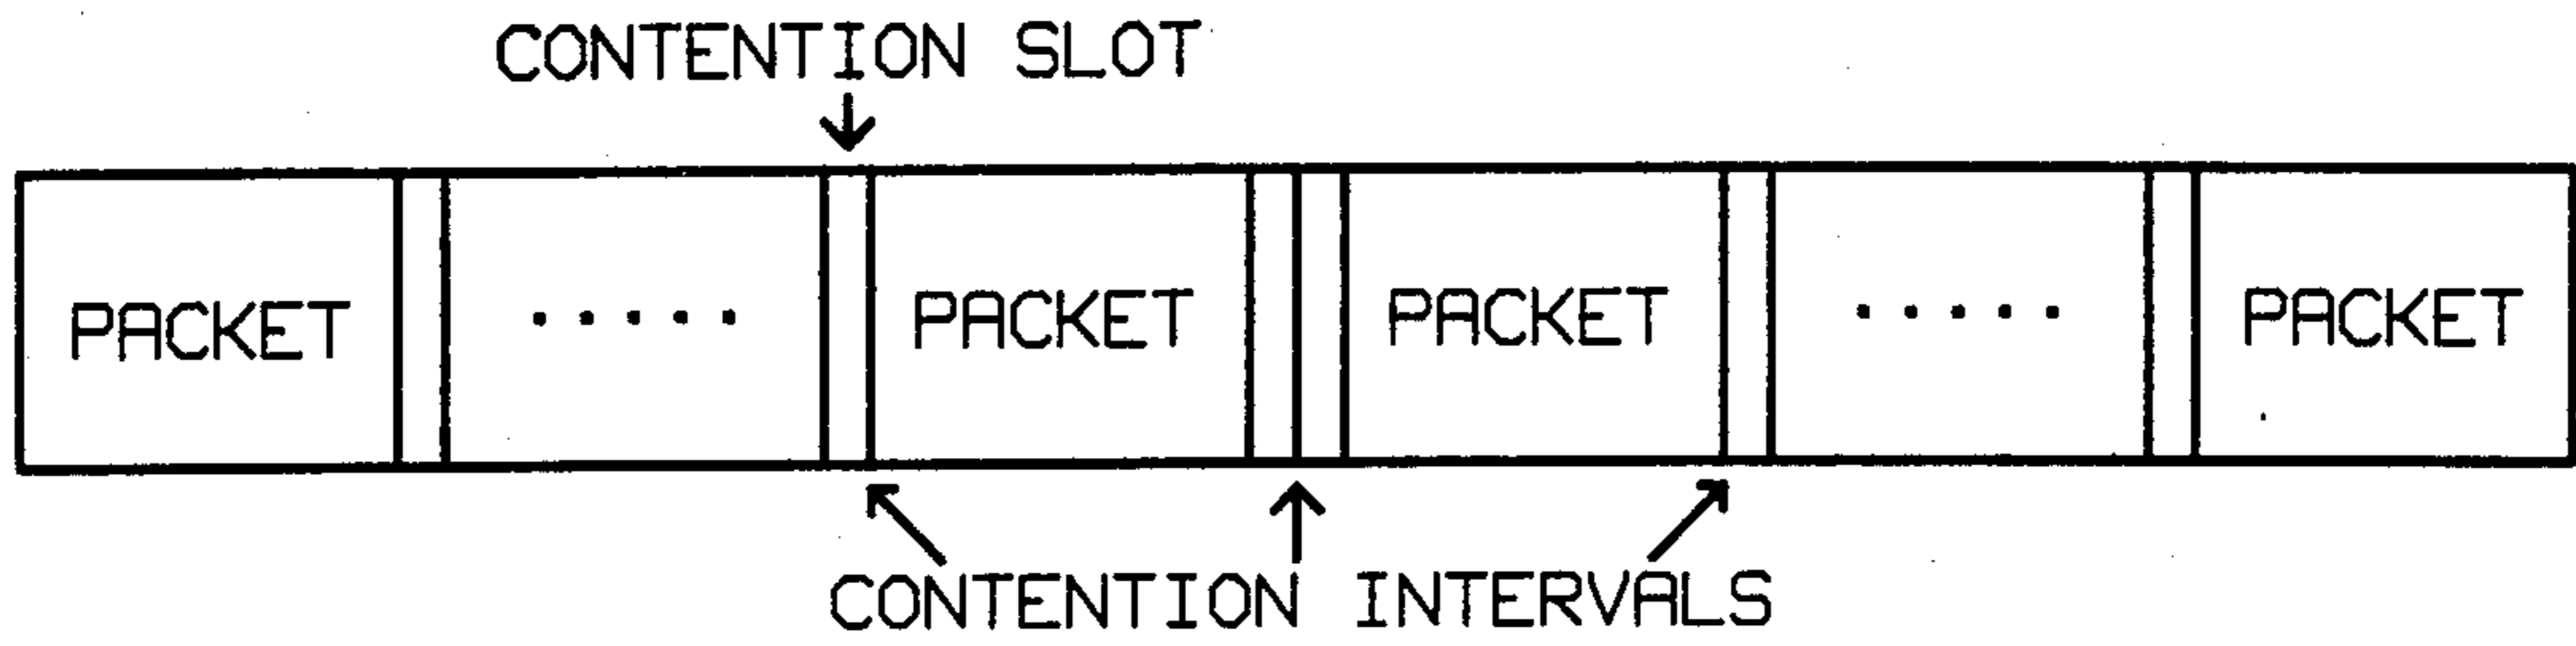 CONTENTION SLOT
PACKET ..... PACKET PACKET ..... PACKET
CONTENTION INTERVALS